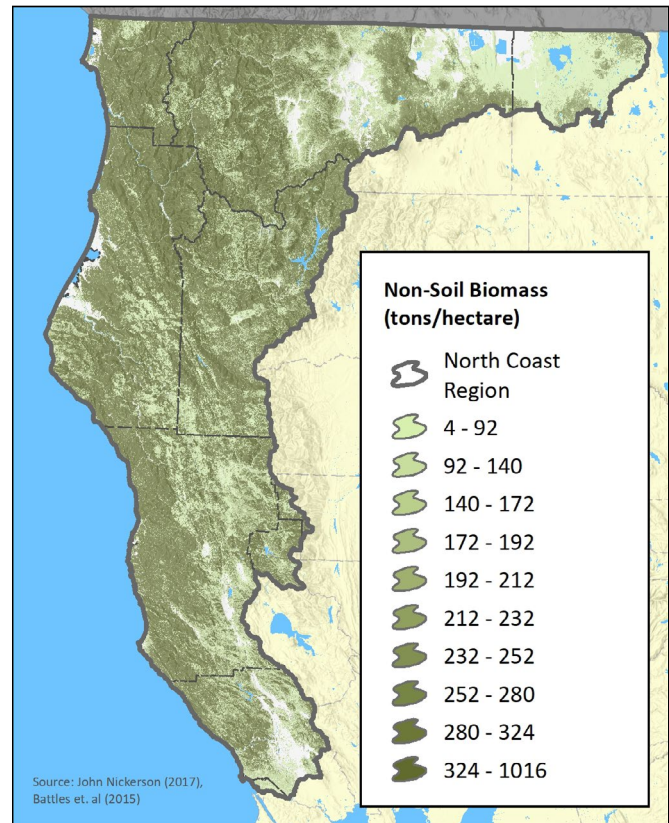 Non-Soil Biomass
(tons/hectare)
North Coast
Region
4 - 92
92 - 140
140 - 172
172 - 192
192 - 212
212 - 232
232 - 252
252 - 280
280 - 324
324 - 1016
Source: John Nickerson (2017),
Battles et. al (2015)